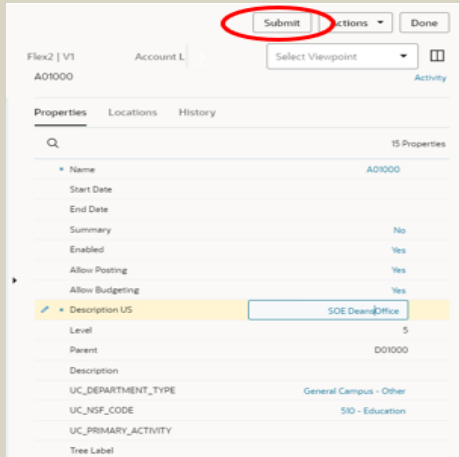 Submit Actions Done
Flex2 | V1 Account L Select Viewpoint
A01000 Activity
Properties Locations History
15 Properties
Name A01000
Start Date
End Date
Summary No
Enabled Yes
Allow Posting Yes
Allow Budgeting Yes
Description US SOE DeansOffice
Level 5
Parent D01000
Description
UC_DEPARTMENT_TYPE General Campus - Other
UC_NSF_CODE 510 - Education
UC_PRIMARY_ACTIVITY
Tree Label